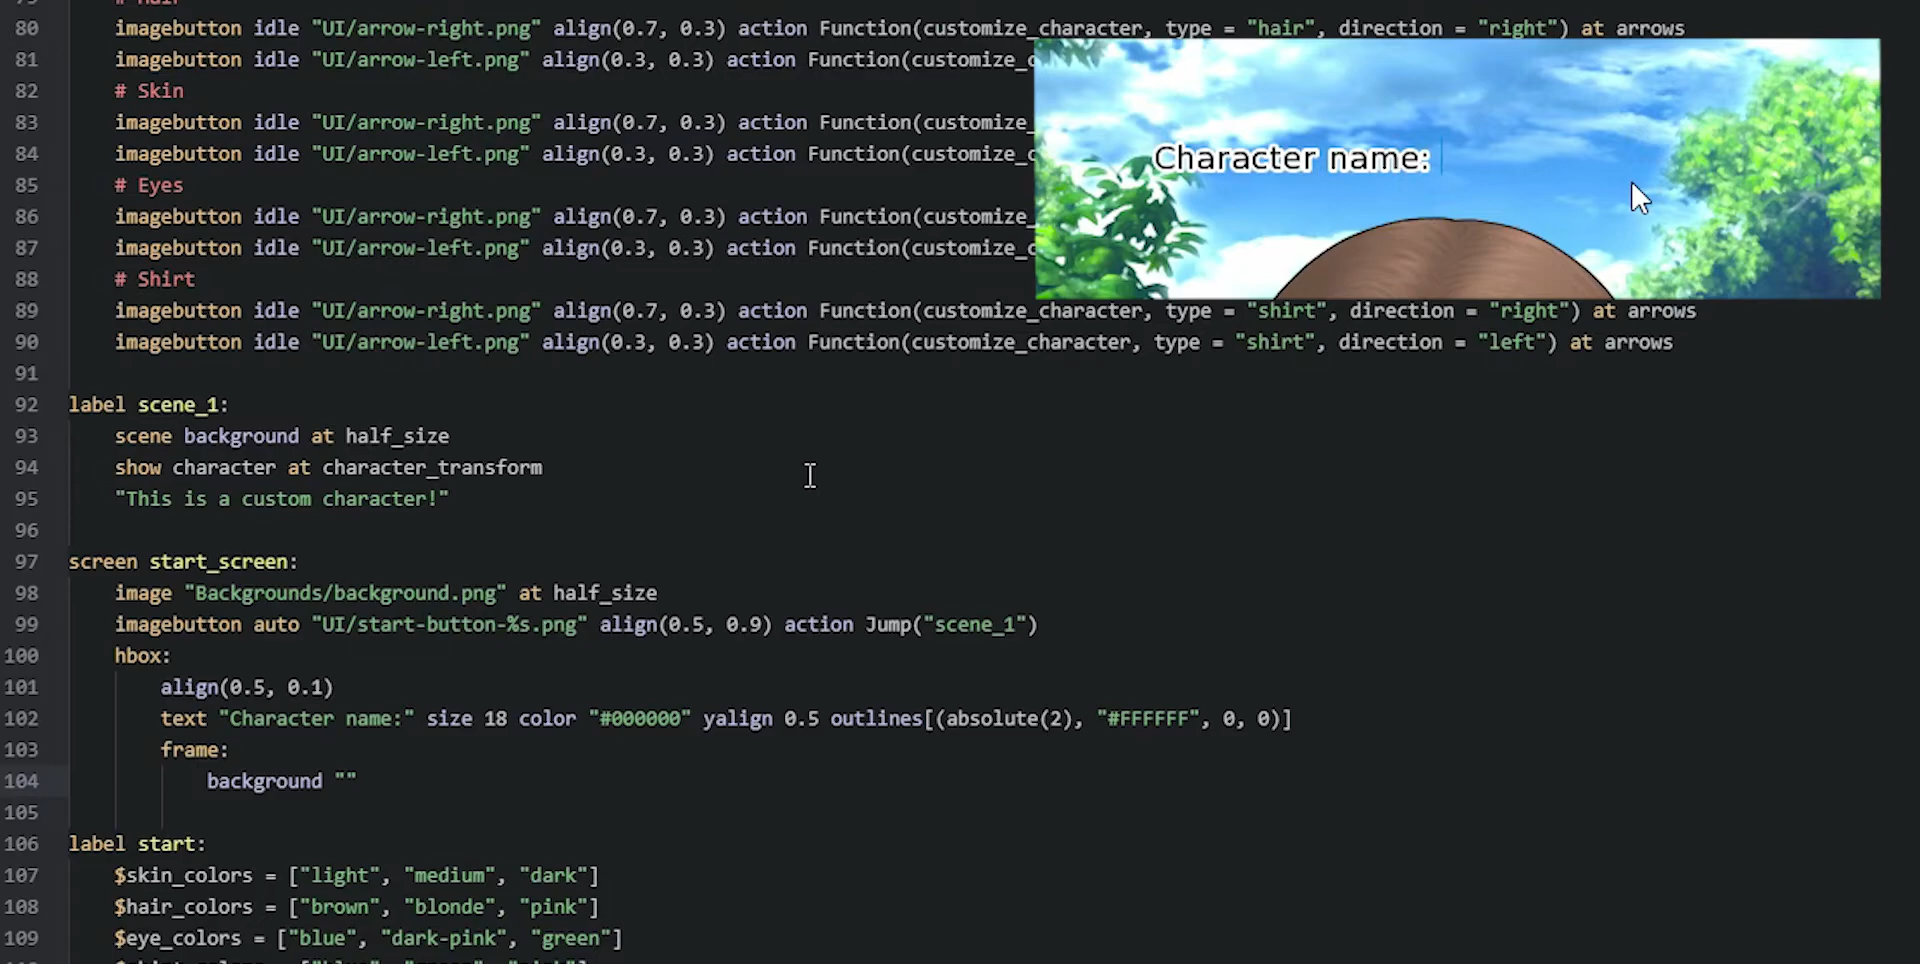 80 imagebutton idle "UI/arrow-right.png" align(0.7, 0.3) action Function(customize_character, type = "hair", direction = "right") at arrows
81 imagebutton idle "UI/arrow-left.png" align(0.3, 0.3) action Function(customize_
82 # Skin
83 imagebutton idle "UI/arrow-right.png" align(0.7, 0.3) action Function(customize_
84 imagebutton idle "UI/arrow-left.png" align(0.3, 0.3) action Function(customize_c
85 # Eyes
86 imagebutton idle "UI/arrow-right.png" align(0.7, 0.3) action Function(customize_
87 imagebutton idle "UI/arrow-left.png" align(0.3, 0.3) action Function(customize_c
88 # Shirt
Character name:
89 imagebutton idle "UI/arrow-right.png" align(0.7, 0.3) action Function(customize_character, type = "shirt", direction = "right") at arrows
90 imagebutton idle "UI/arrow-left.png" align(0.3, 0.3) action Function(customize_character, type = "shirt", direction = "left") at arrows
91
92 label scene_1:
93 scene background at half_size
94 show character at character_transform
95 "This is a custom character!"
96
97 screen start_screen:
98 image "Backgrounds/background.png" at half_size
99 imagebutton auto "UI/start-button-%s.png" align(0.5, 0.9) action Jump("scene_1")
100 hbox:
101 align(0.5, 0.1)
102 text "Character name:" size 18 color "#000000" yalign 0.5 outlines[(absolute(2), "#FFFFFF", 0, 0)]
103 frame:
104 background ""
105
106 label start:
107 $skin_colors = ["light", "medium", "dark"]
108 $hair_colors = ["brown", "blonde", "pink"]
109 $eye_colors = ["blue", "dark-pink", "green"]